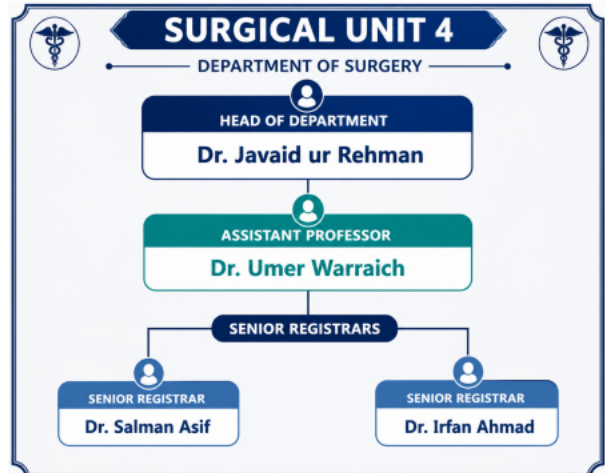 SURGICAL UNIT 4
DEPARTMENT OF SURGERY
HEAD OF DEPARTMENT
Dr. Javaid ur Rehman
ASSISTANT PROFESSOR
Dr. Umer Warraich
SENIOR REGISTRARS
SENIOR REGISTRAR
Dr. Salman Asif
SENIOR REGISTRAR
Dr. Irfan Ahmad